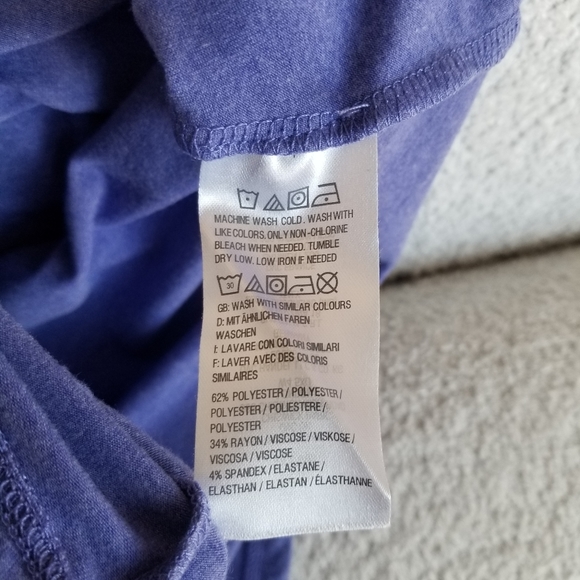 MACHINE WASH COLD. WASH WITH
LIKE COLORS. ONLY NON-CHLORINE
BLEACH WHEN NEEDED. TUMBLE
DRY LOW. LOW IRON IF NEEDED
30
GB: WASH WITH SIMILAR COLOURS
D: MIT ÄHNLICHEN FAREN
WASCHEN
I: LAVARE CON COLORI SIMILARI
F: LAVER AVEC DES COLORIS
SIMILAIRES
62% POLYESTER / POLYESTER /
POLYESTER / POLIESTERE /
POLYESTER
34% RAYON / VISCOSE / VISKOSE /
VISCOSA / VISCOSE
4% SPANDEX / ELASTANE /
ELASTHAN / ELASTAN / ÉLASTHANNE